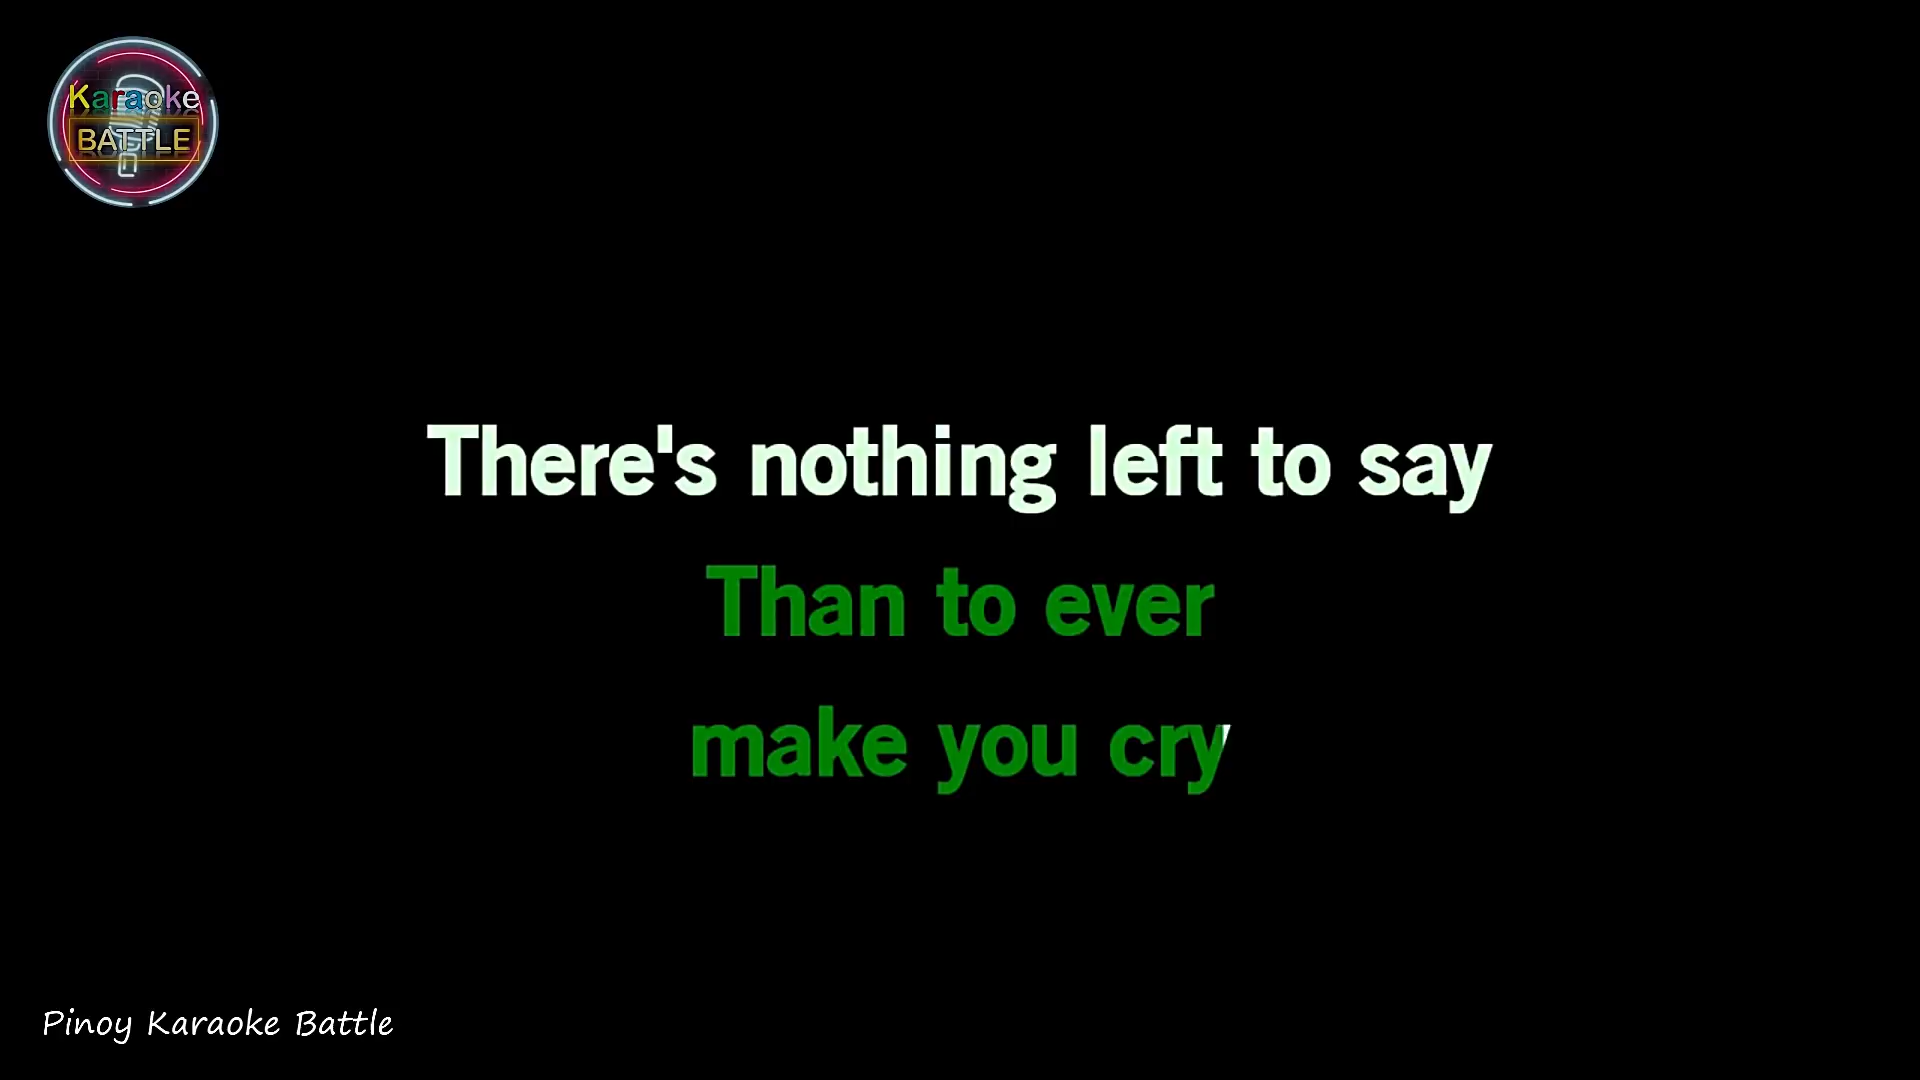 Karaoke
BATTLE
There's nothing left to say
Than to ever
make you cry
Pinoy Karaoke Battle